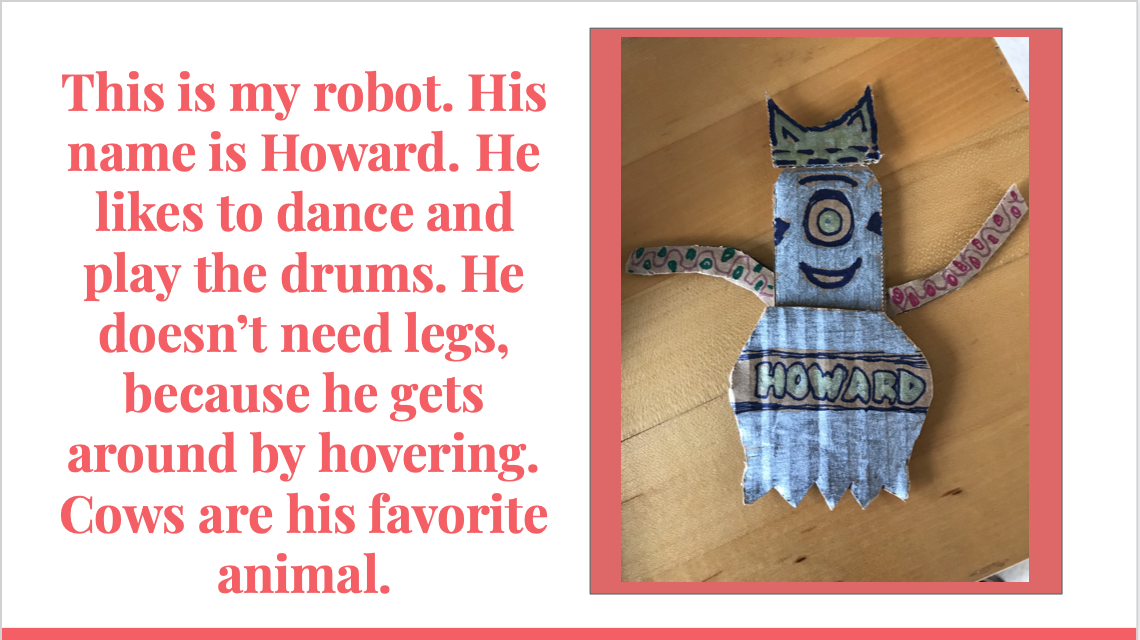 This is my robot. His
name is Howard. He
likes to dance and
play the drums. He
doesn’t need legs,
because he gets
around by hovering.
Cows are his favorite
animal.
HOWARD